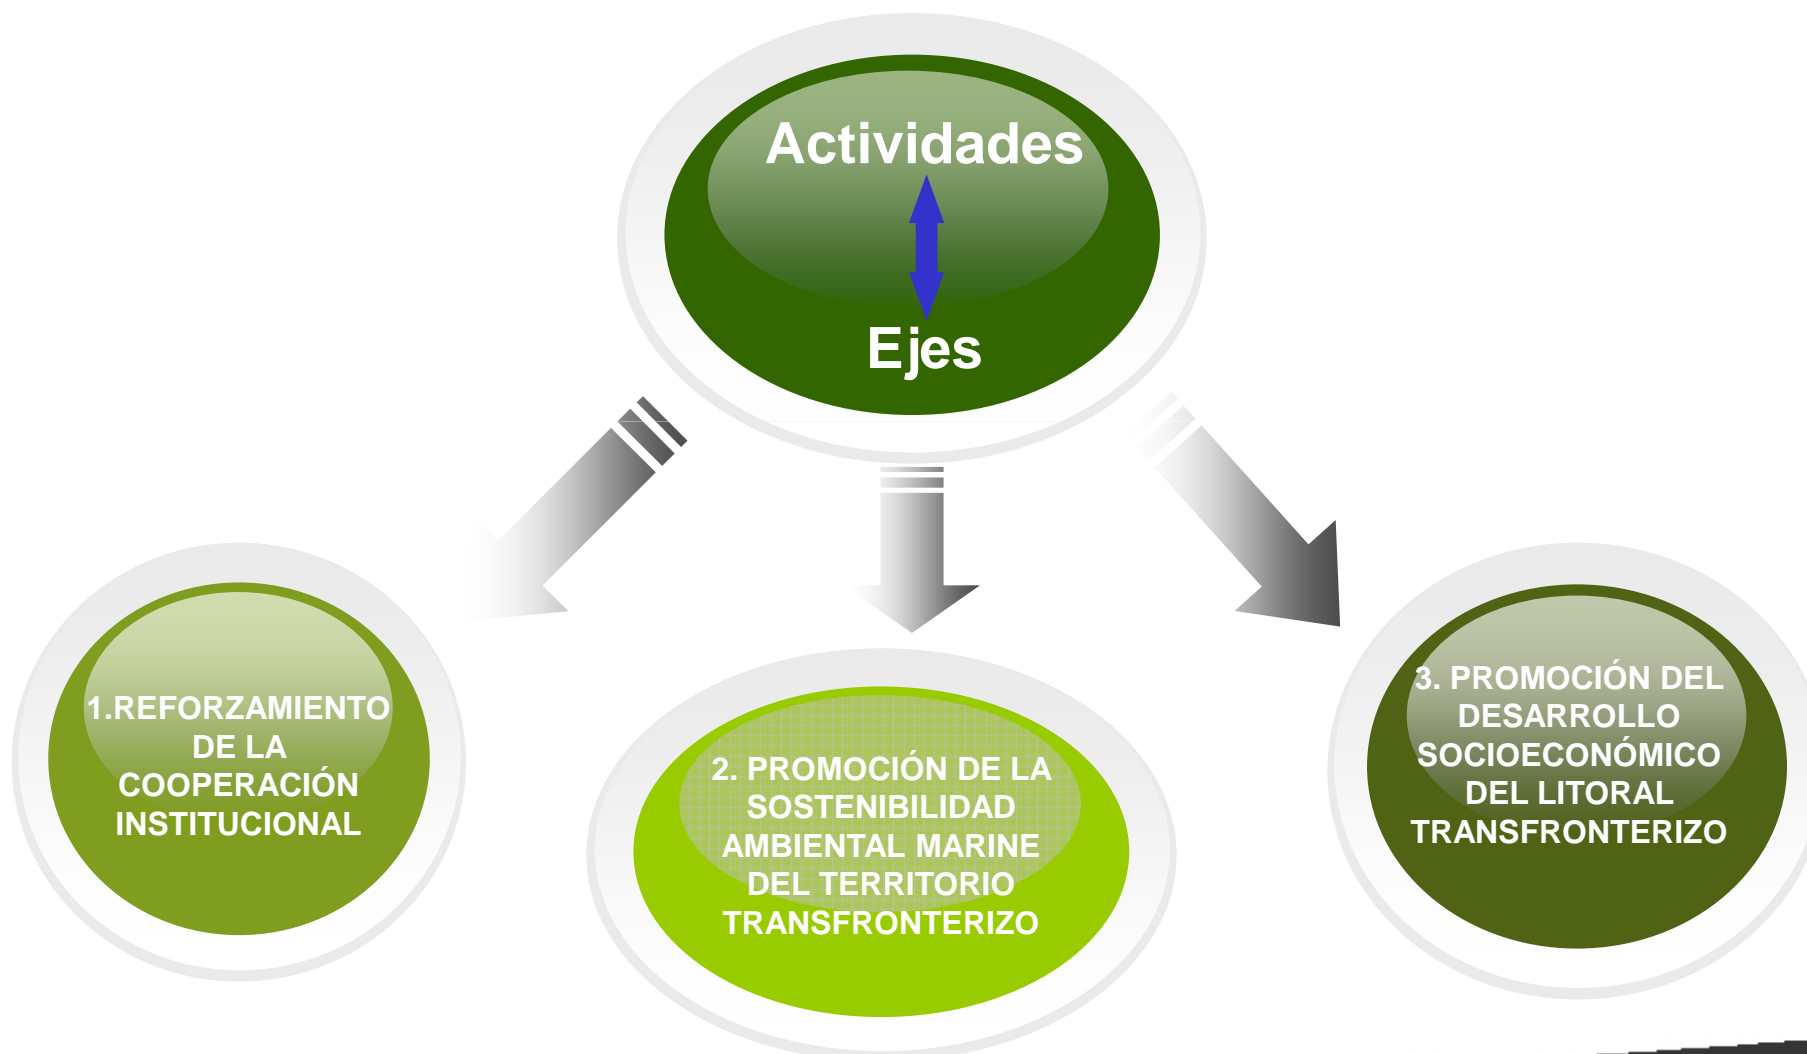 Actividades
Ejes
1.REFORZAMIENTO
DE LA
COOPERACIÓN
INSTITUCIONAL
2. PROMOCIÓN DE LA
SOSTENIBILIDAD
AMBIENTAL MARINE
DEL TERRITORIO
TRANSFRONTERIZO
3. PROMOCIÓN DEL
DESARROLLO
SOCIOECONÓMICO
DEL LITORAL
TRANSFRONTERIZO